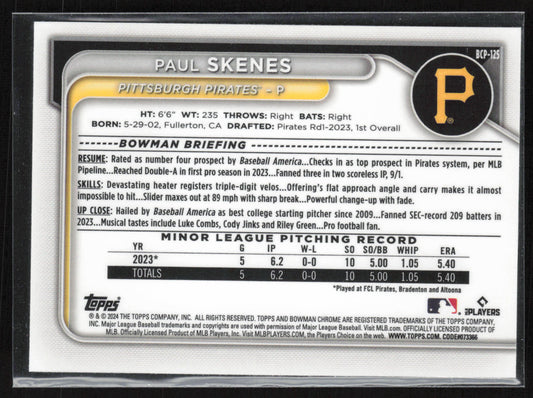 BCP-125
PAUL SKENES
PITTSBURGH PIRATES™ - P
P
HT: 6'6" WT: 235 THROWS: Right BATS: Right
BORN: 5-29-02, Fullerton, CA DRAFTED: Pirates Rd1-2023, 1st Overall
BOWMAN BRIEFING
RESUME: Rated as number four prospect by Baseball America...Checks in as top prospect in Pirates system, per MLB
Pipeline...Reached Double-A in first pro season in 2023...Fanned three in two scoreless IP, 9/1.
SKILLS: Devastating heater registers triple-digit velos...Offering's flat approach angle and carry makes it almost
impossible to hit...Slider maxes out at 89 mph with sharp break...Powerful change-up with fade.
UP CLOSE: Hailed by Baseball America as best college starting pitcher since 2009...Fanned SEC-record 209 batters in
2023...Musical tastes include Luke Combs, Cody Jinks and Riley Green...Pro football fan.
MINOR LEAGUE PITCHING RECORD
YR G IP W-L SO SO/BB WHIP ERA
2023* 5 6.2 0-0 10 5.00 1.05 5.40
TOTALS 5 6.2 0-0 10 5.00 1.05 5.40
*Played at FCL Pirates, Bradenton and Altoona
Topps
MLB PLAYERS
® & © 2024 THE TOPPS COMPANY, INC. ALL RIGHTS RESERVED. TOPPS AND BOWMAN CHROME ARE REGISTERED TRADEMARKS OF THE TOPPS COMPANY,
INC. Major League Baseball trademarks and copyrights are used with permission of Major League Baseball. Visit MLB.com. OFFICIALLY LICENSED PRODUCT OF
MLB Players, Inc. Officially Licensed Product of MLB Players, Inc. Visit MLBPLAYERS.com, the Players Choice on the web. WWW.TOPPS.COM. CODE#073366